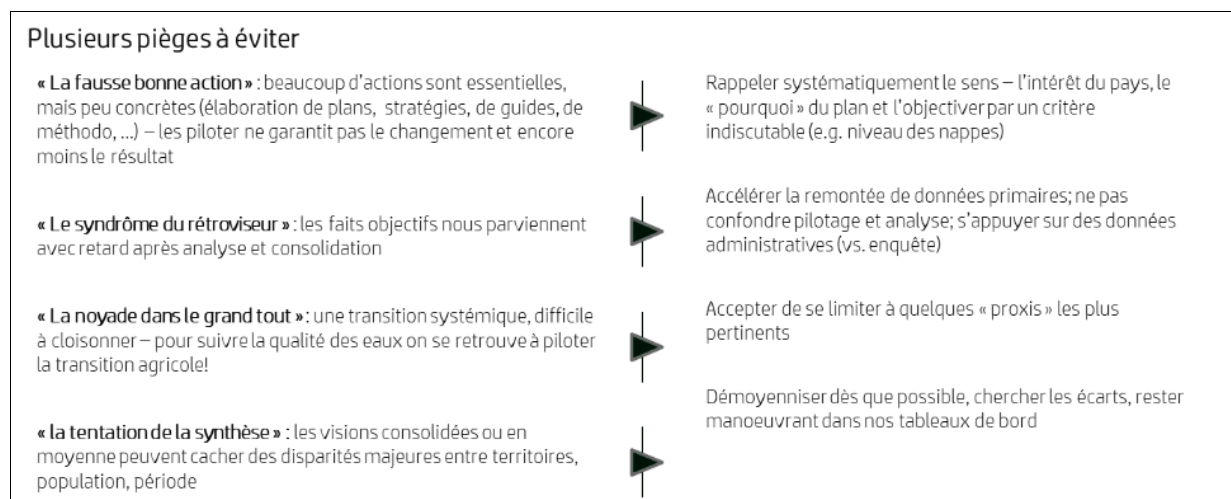 Plusieurs pièges à éviter
« La fausse bonne action » : beaucoup d'actions sont essentielles,
mais peu concrètes (élaboration de plans, stratégies, de guides, de
méthodo, ...) – les piloter ne garantit pas le changement et encore
moins le résultat
Rappeler systématiquement le sens – l'intérêt du pays, le
« pourquoi » du plan et l'objectiver par un critère
indiscutable (e.g. niveau des nappes)
« Le syndrôme du rétroviseur » : les faits objectifs nous parviennent
avec retard après analyse et consolidation
Accélérer la remontée de données primaires; ne pas
confondre pilotage et analyse; s'appuyer sur des données
administratives (vs. enquête)
« La noyade dans le grand tout » : une transition systémique, difficile
à cloisonner – pour suivre la qualité des eaux on se retrouve à piloter
la transition agricole!
Accepter de se limiter à quelques « proxis » les plus
pertinents
« la tentation de la synthèse » : les visions consolidées ou en
moyenne peuvent cacher des disparités majeures entre territoires,
population, période
Démoyenniser dès que possible, chercher les écarts, rester
manoeuvrant dans nos tableaux de bord